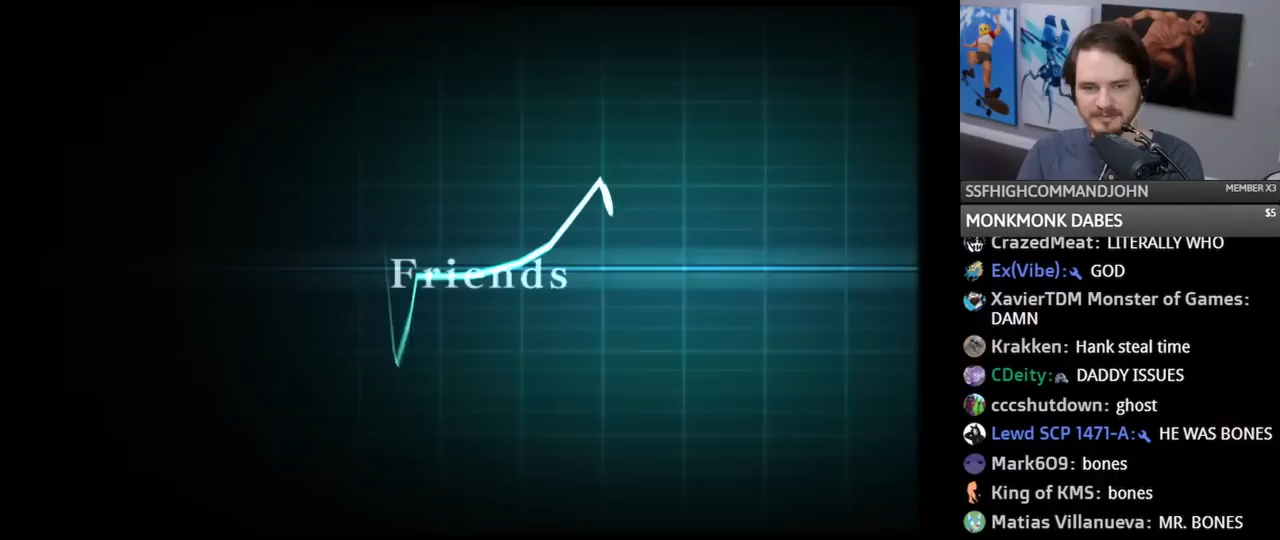 Friends
SSFHIGHCOMMANDJOHN
MEMBER X3
MONKMONK DABES
$5
CrazedMeat: LITERALLY WHO
Ex(Vibe): GOD
XavierTDM Monster of Games:
DAMN
Krakken: Hank steal time
CDeity: DADDY ISSUES
cccshutdown: ghost
Lewd SCP 1471-A: HE WAS BONES
Mark609: bones
King of KMS: bones
Matias Villanueva: MR. BONES